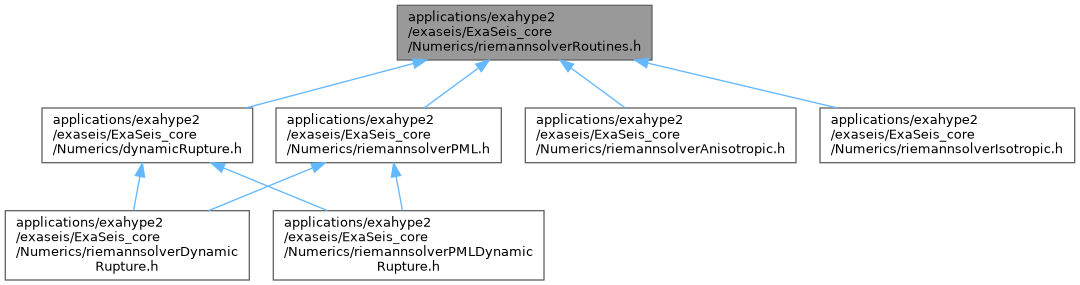 applications/exahype2
/exaseis/ExaSeis_core
/Numerics/riemannsolverRoutines.h
applications/exahype2
/exaseis/ExaSeis_core
/Numerics/dynamicRupture.h
applications/exahype2
/exaseis/ExaSeis_core
/Numerics/riemannsolverPML.h
applications/exahype2
/exaseis/ExaSeis_core
/Numerics/riemannsolverAnisotropic.h
applications/exahype2
/exaseis/ExaSeis_core
/Numerics/riemannsolverIsotropic.h
applications/exahype2
/exaseis/ExaSeis_core
/Numerics/riemannsolverDynamic
Rupture.h
applications/exahype2
/exaseis/ExaSeis_core
/Numerics/riemannsolverPMLDynamic
Rupture.h